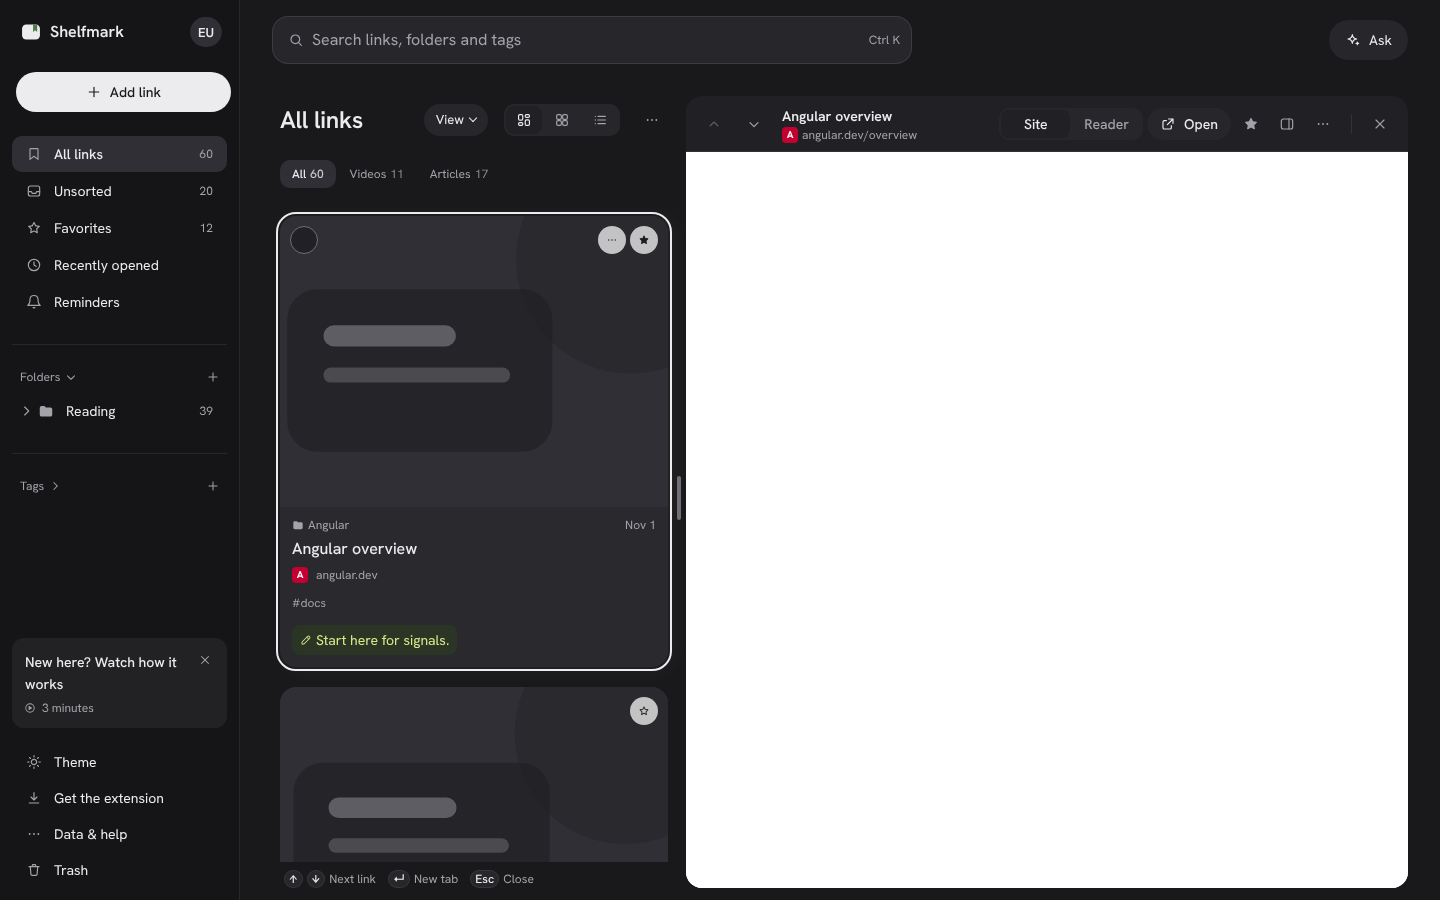 Shelfmark
EU
Add link
All links 60
Unsorted 20
Favorites 12
Recently opened
Reminders
Folders
Reading 39
Tags
New here? Watch how it
works
3 minutes
Theme
Get the extension
Data & help
Trash
Search links, folders and tags Ctrl K
Ask
All links
View
All 60 Videos 11 Articles 17
Angular Nov 1
Angular overview
A angular.dev
#docs
Start here for signals.
Next link New tab Esc Close
Angular overview
A angular.dev/overview
Site Reader Open